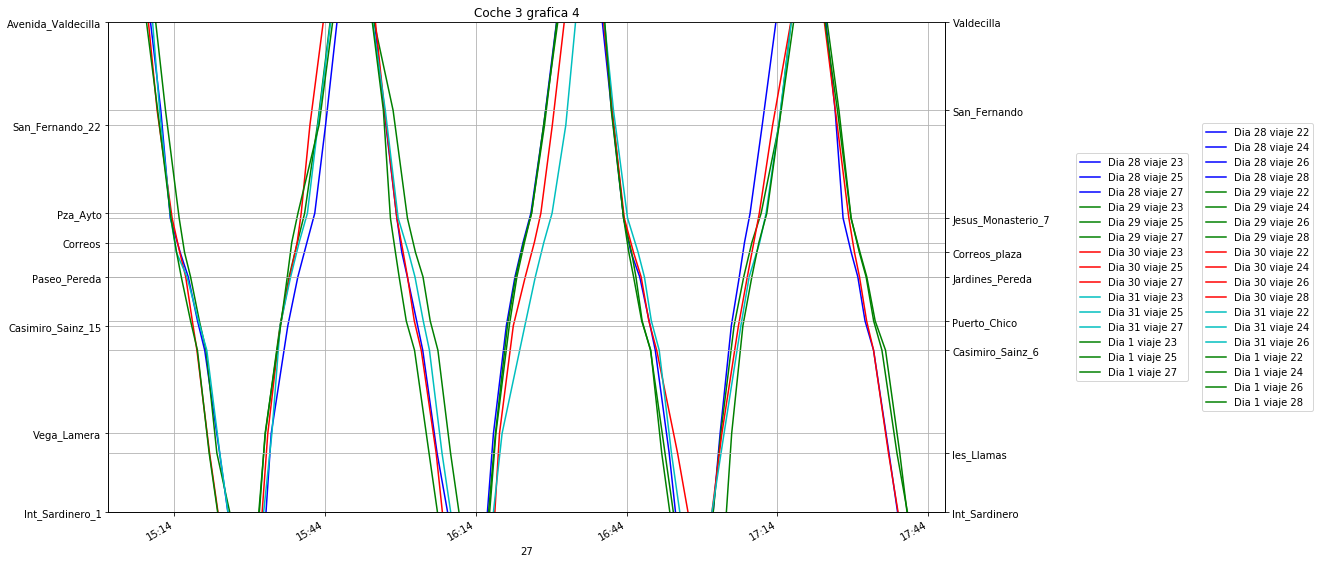 Coche 3 grafica 4
Avenida_Valdecilla
San_Fernando_22
Pza_Ayto
Correos
Paseo_Pereda
Casimiro_Sainz_15
Vega_Lamera
Int_Sardinero_1
Valdecilla
San_Fernando
Jesus_Monasterio_7
Correos_plaza
Jardines_Pereda
Puerto_Chico
Casimiro_Sainz_6
Ies_Llamas
Int_Sardinero
15:14
15:44
16:14
16:44
17:14
17:44
27
Dia 28 viaje 23
Dia 28 viaje 25
Dia 28 viaje 27
Dia 29 viaje 23
Dia 29 viaje 25
Dia 29 viaje 27
Dia 30 viaje 23
Dia 30 viaje 25
Dia 30 viaje 27
Dia 31 viaje 23
Dia 31 viaje 25
Dia 31 viaje 27
Dia 1 viaje 23
Dia 1 viaje 25
Dia 1 viaje 27
Dia 28 viaje 22
Dia 28 viaje 24
Dia 28 viaje 26
Dia 28 viaje 28
Dia 29 viaje 22
Dia 29 viaje 24
Dia 29 viaje 26
Dia 29 viaje 28
Dia 30 viaje 22
Dia 30 viaje 24
Dia 30 viaje 26
Dia 30 viaje 28
Dia 31 viaje 22
Dia 31 viaje 24
Dia 31 viaje 26
Dia 1 viaje 22
Dia 1 viaje 24
Dia 1 viaje 26
Dia 1 viaje 28